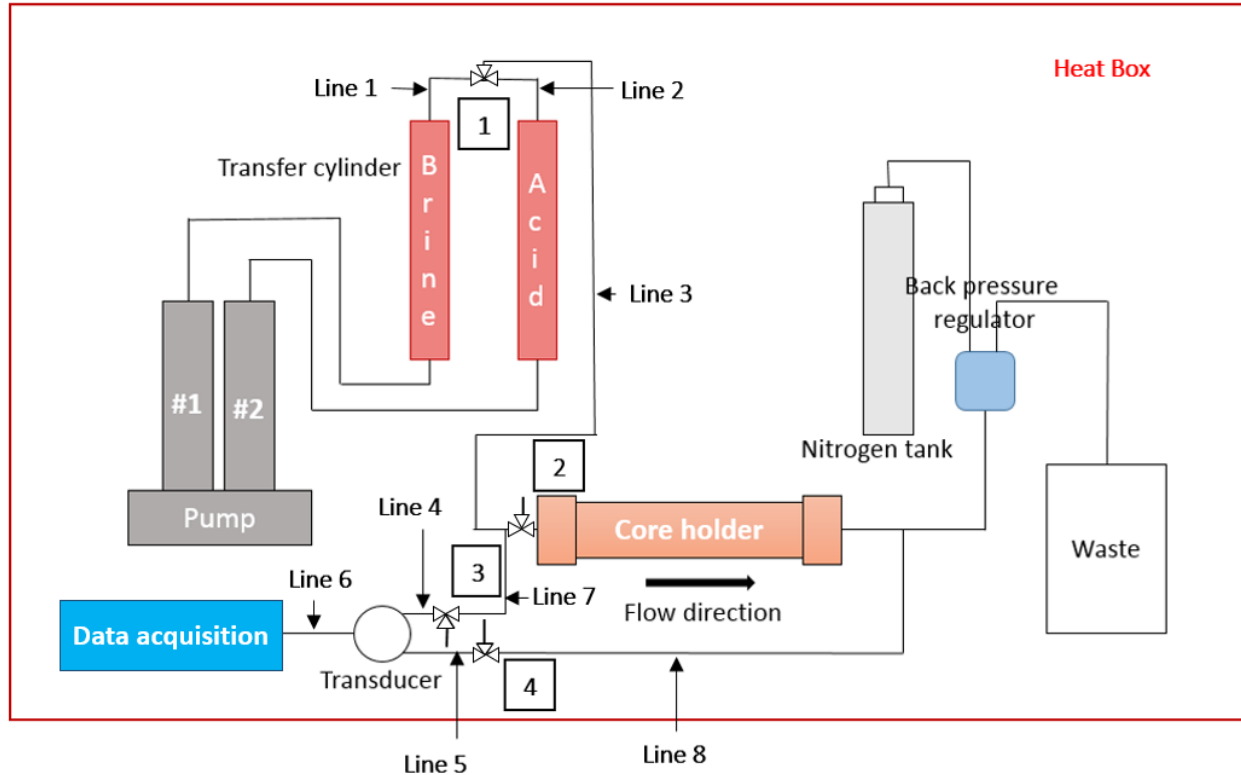 Heat Box
Line 1
Line 2
1
Transfer cylinder
Brine
Acid
Line 3
Back pressure
regulator
#1
#2
Nitrogen tank
2
Pump
Line 4
Core holder
Waste
3
Line 6
Line 7
Flow direction
Data acquisition
Transducer
4
Line 5
Line 8